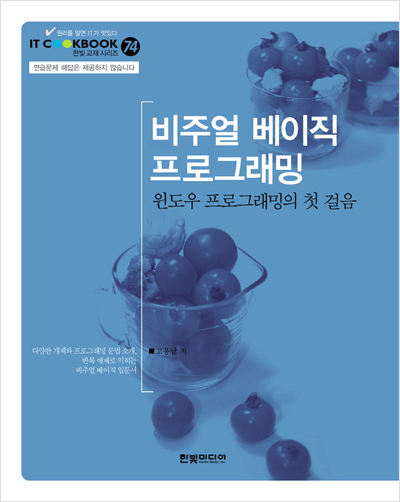 원리를 알면 IT가 맛있다
IT COOKBOOK
한빛 교재 시리즈
74
연습문제 해답은 제공하지 않습니다
비주얼 베이직
프로그래밍
윈도우 프로그래밍의 첫 걸음
다양한 개체와 프로그래밍 문법 소개,
반복 예제로 익히는
비주얼 베이직 입문서
■고응남 저
한빛미디어